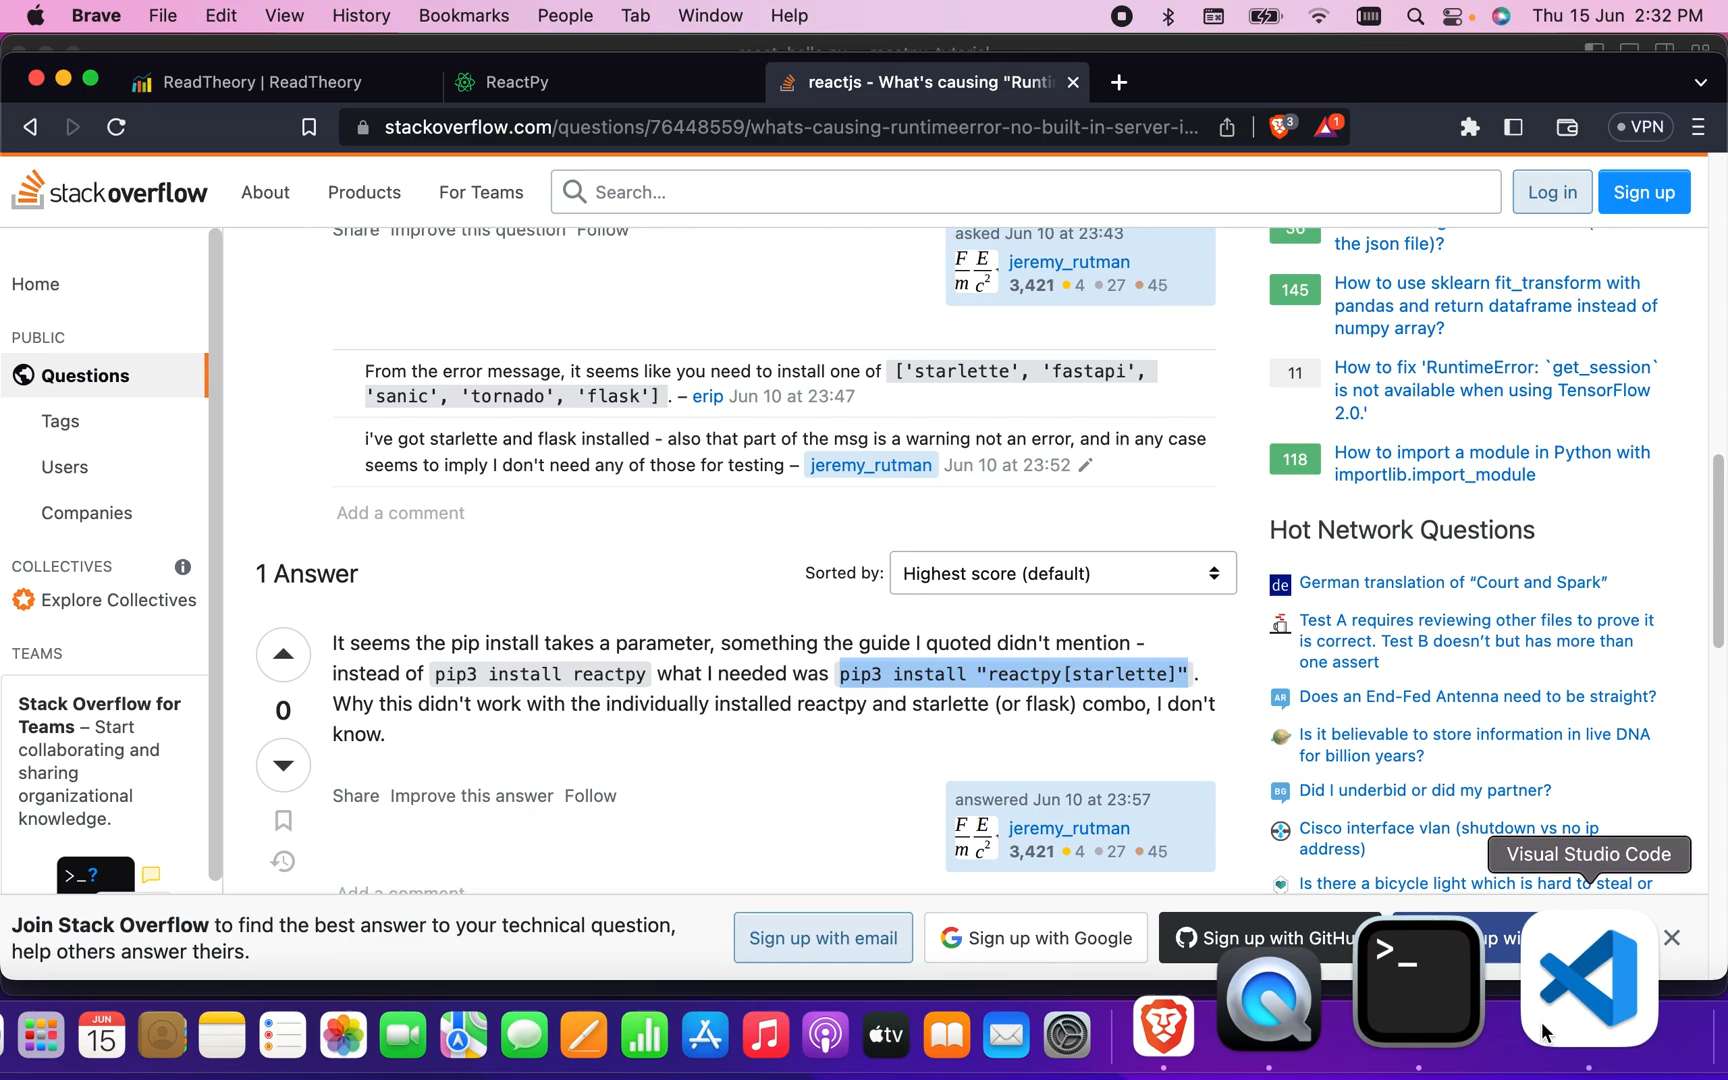 Brave File Edit View History Bookmarks People Tab Window Help Thu 15 Jun 2:32 PM
ReadTheory | ReadTheory ReactPy reactjs - What's causing "Runti
stackoverflow.com/questions/76448559/whats-causing-runtimeerror-no-built-in-server-i... 3 1 VPN
stackoverflow About Products For Teams Search... Log in Sign up
Home
PUBLIC
Questions
Tags
Users
Companies
COLLECTIVES
Explore Collectives
TEAMS
Stack Overflow for
Teams – Start
collaborating and
sharing
organizational
knowledge.
>_?
Share Improve this question Follow
asked Jun 10 at 23:43
F E
m c²
jeremy_rutman
3,421 4 27 45
From the error message, it seems like you need to install one of ['starlette', 'fastapi',
'sanic', 'tornado', 'flask']. – erip Jun 10 at 23:47
i've got starlette and flask installed - also that part of the msg is a warning not an error, and in any case
seems to imply I don't need any of those for testing – jeremy_rutman Jun 10 at 23:52
Add a comment
1 Answer
Sorted by: Highest score (default)
0
It seems the pip install takes a parameter, something the guide I quoted didn't mention -
instead of pip3 install reactpy what I needed was pip3 install "reactpy[starlette]".
Why this didn't work with the individually installed reactpy and starlette (or flask) combo, I don't
know.
Share Improve this answer Follow
answered Jun 10 at 23:57
F E
m c²
jeremy_rutman
3,421 4 27 45
Add a comment
36
the json file)?
145 How to use sklearn fit_transform with
pandas and return dataframe instead of
numpy array?
11 How to fix 'RuntimeError: `get_session`
is not available when using TensorFlow
2.0.'
118 How to import a module in Python with
importlib.import_module
Hot Network Questions
de German translation of “Court and Spark”
Test A requires reviewing other files to prove it
is correct. Test B doesn’t but has more than
one assert
AR Does an End-Fed Antenna need to be straight?
Is it believable to store information in live DNA
for billion years?
BG Did I underbid or did my partner?
Cisco interface vlan (shutdown vs no ip
address)
Is there a bicycle light which is hard to steal or
Visual Studio Code
Join Stack Overflow to find the best answer to your technical question,
help others answer theirs.
Sign up with email Sign up with Google Sign up with GitHu
>_
JUN
15
tv